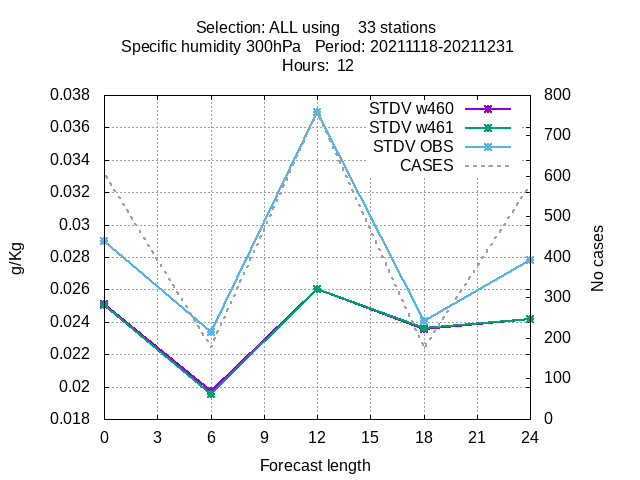 Selection: ALL using    33 stations
Specific humidity 300hPa   Period: 20211118-20211231
Hours:  12
STDV w460
STDV w461
STDV OBS
CASES
g/Kg
0.038
0.036
0.034
0.032
0.03
0.028
0.026
0.024
0.022
0.02
0.018
800
700
600
500
400
300
200
100
0
No cases
0 3 6 9 12 15 18 21 24
Forecast length